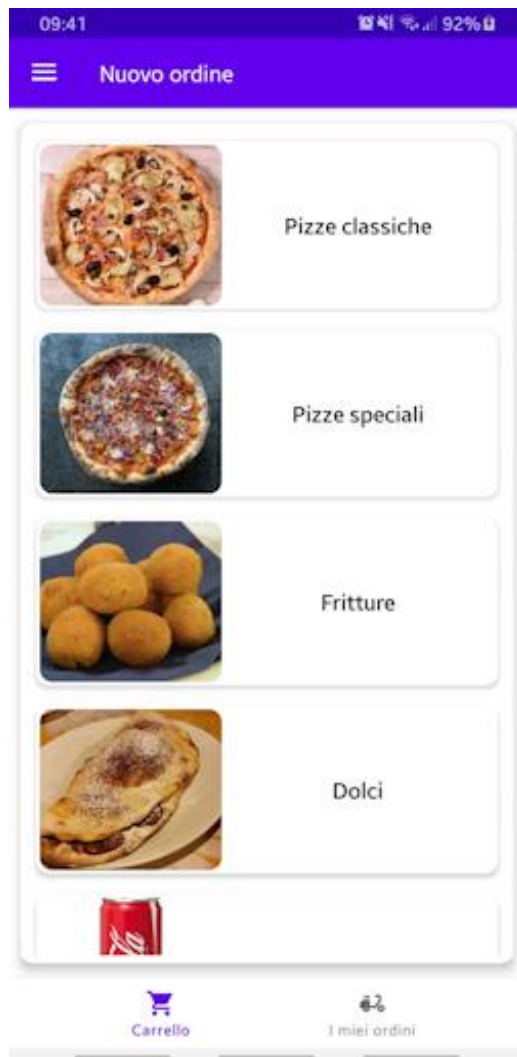 09:41
92%
Nuovo ordine
Pizze classiche
Pizze speciali
Fritture
Dolci
Carrello
I miei ordini